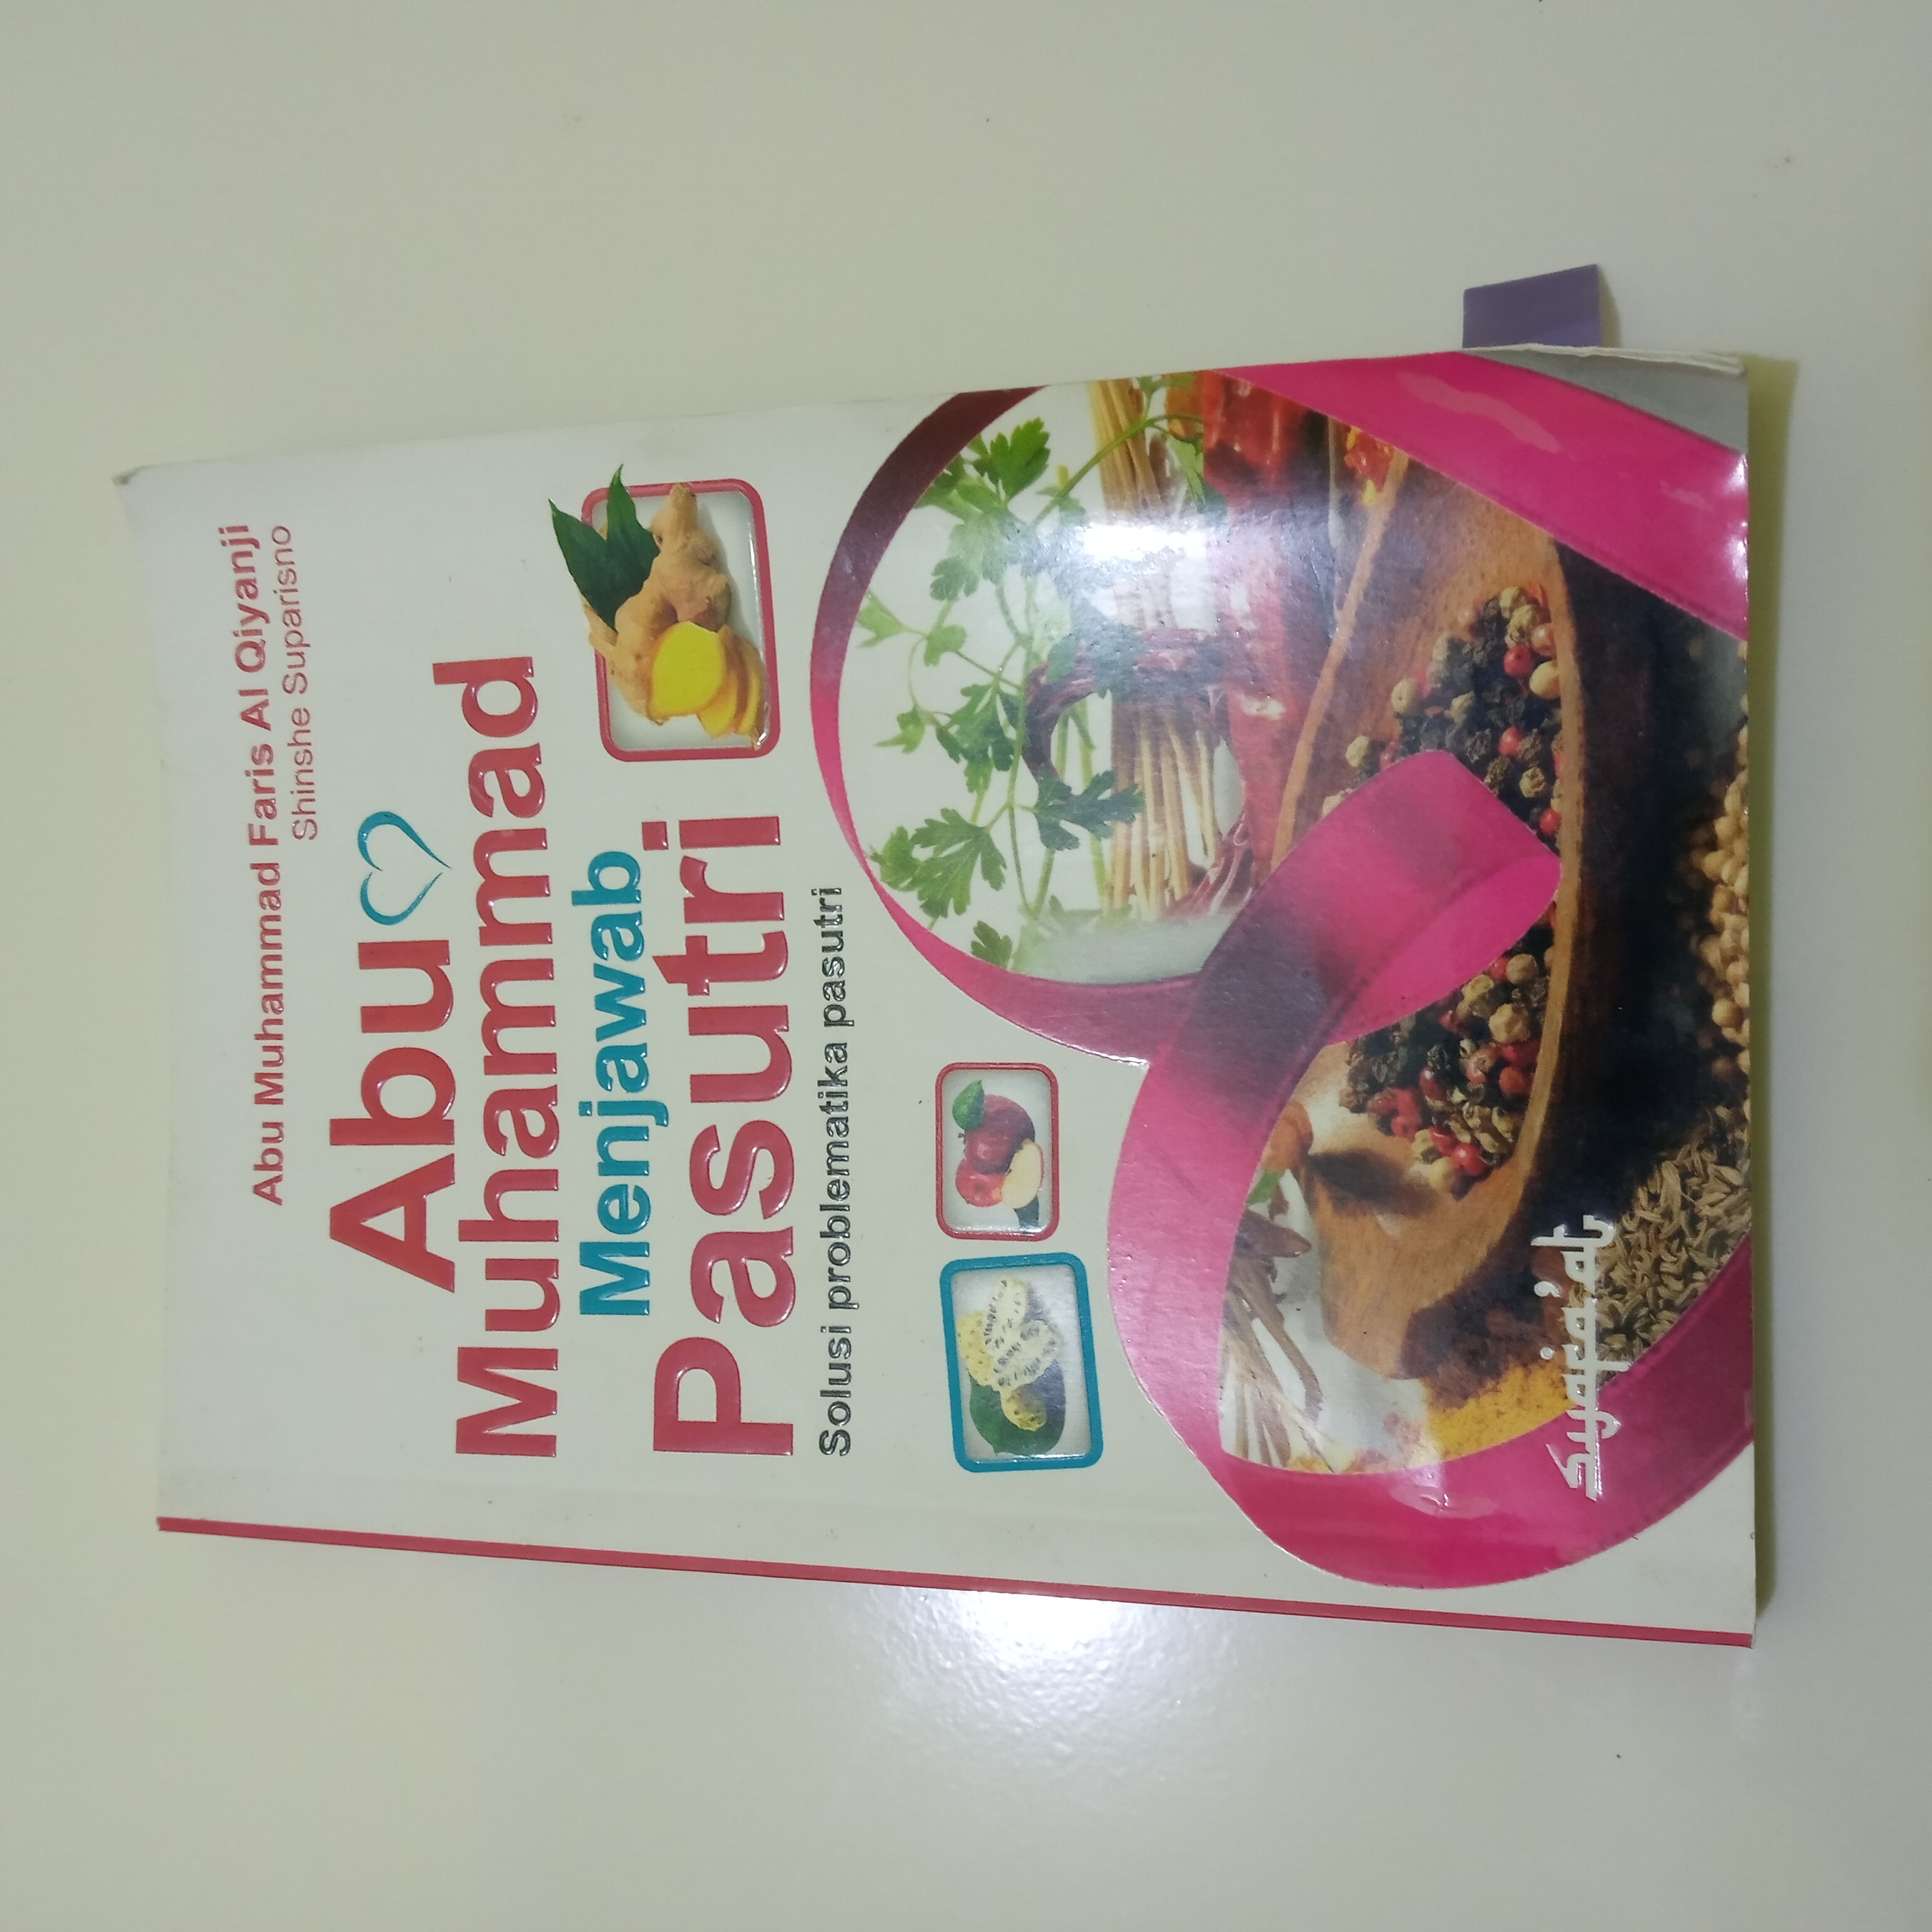 Abu Muhammad Faris Al Qiyanji
Shinshe Suparisno
Abu
Muhammad
Menjawab
Pasutri
Solusi problematika pasutri
Syafa'at